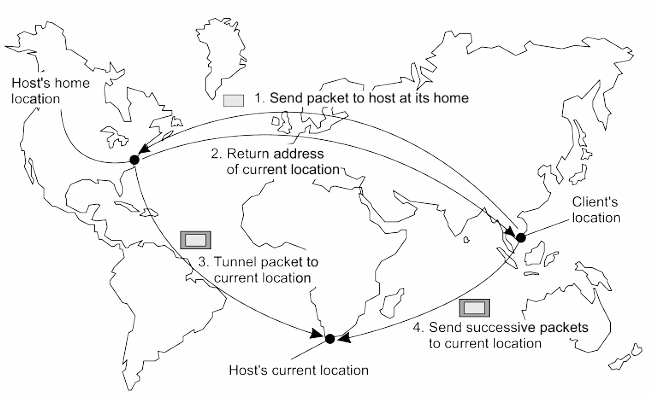 Host's home
location
1. Send packet to host at its home
2. Return address
of current location
Client's
location
3. Tunnel packet to
current location
4. Send successive packets
to current location
Host's current location